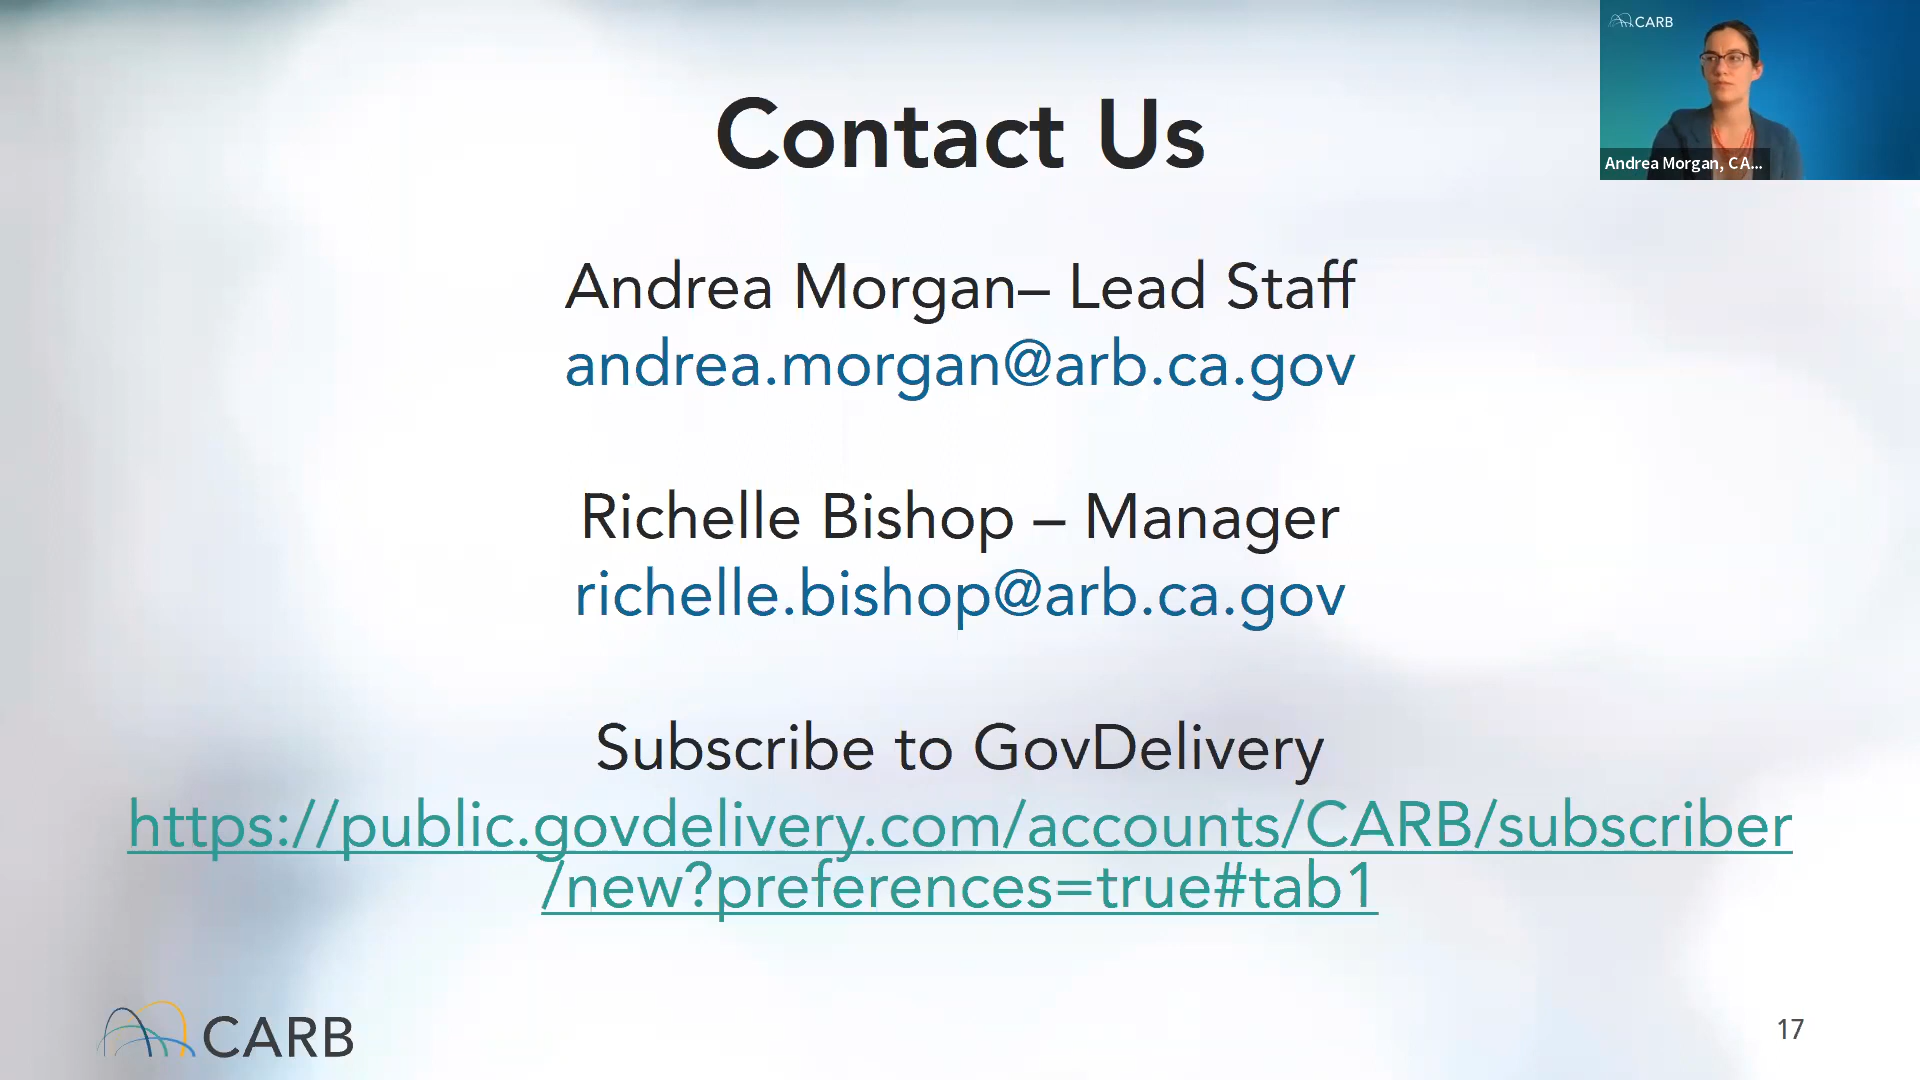 CARB
Andrea Morgan, CA...
Contact Us
Andrea Morgan– Lead Staff
andrea.morgan@arb.ca.gov
Richelle Bishop – Manager
richelle.bishop@arb.ca.gov
Subscribe to GovDelivery
https://public.govdelivery.com/accounts/CARB/subscriber
/new?preferences=true#tab1
CARB
17